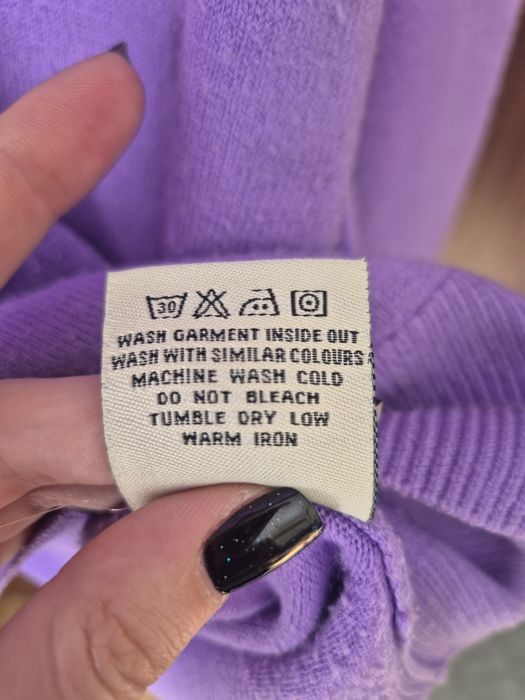 30
WASH GARMENT INSIDE OUT
WASH WITH SIMILAR COLOURS
MACHINE WASH COLD
DO NOT BLEACH
TUMBLE DRY LOW
WARM IRON